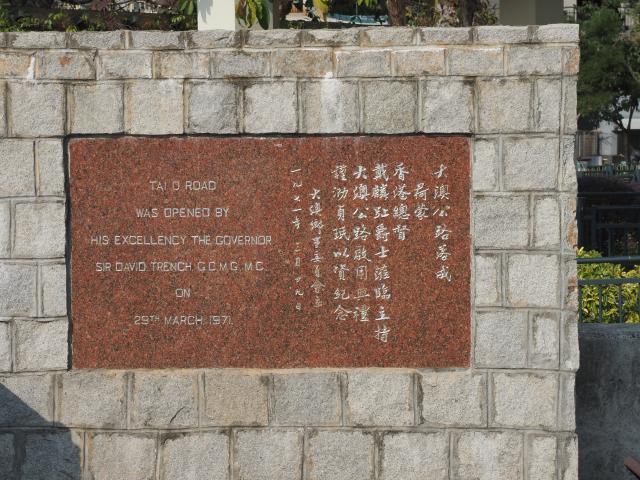 TAI O ROAD
WAS OPENED BY
HIS EXCELLENCY THE GOVERNOR
SIR DAVID TRENCH, G.C.M.G., M.C.
ON
29TH MARCH, 1971.
大澳公路落成
荷蒙
香港總督
戴麟趾爵士蒞臨主持
大澳公路啟用典禮
謹泐貞珉以資紀念
大澳鄉事委員會立
一九七一年三月廿九日